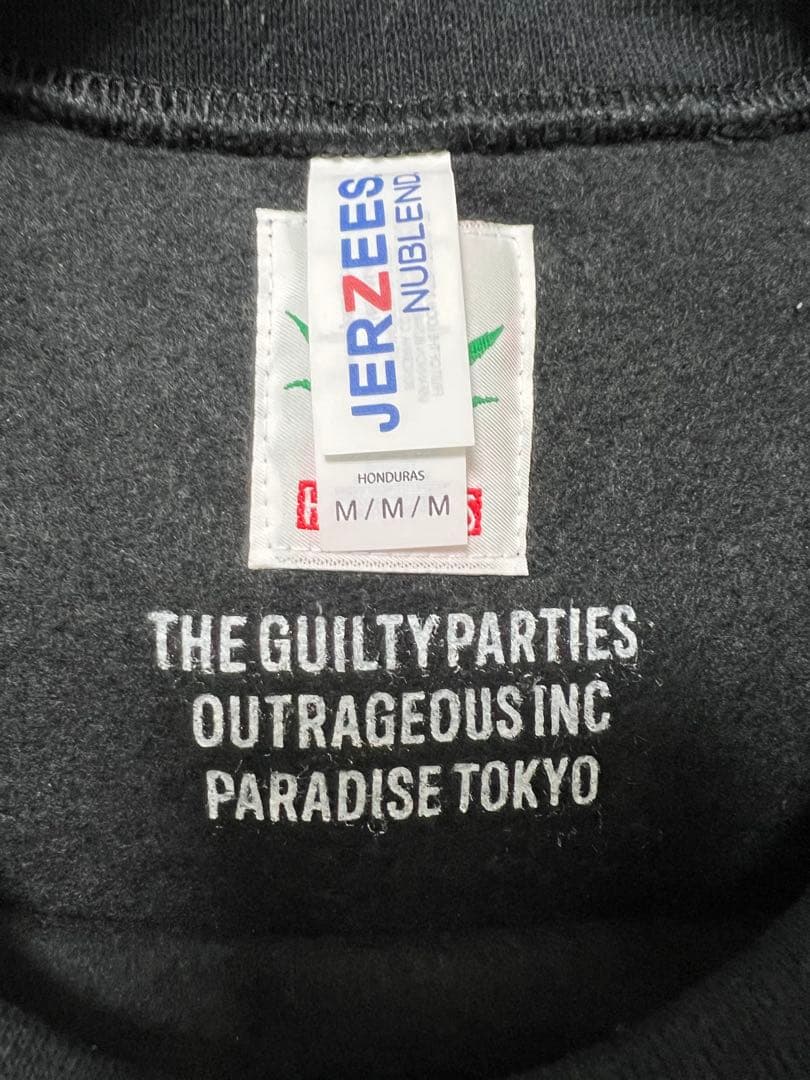 JERZEES
NUBLEND
HONDURAS
M / M / M
THE GUILTY PARTIES
OUTRAGEOUS INC
PARADISE TOKYO